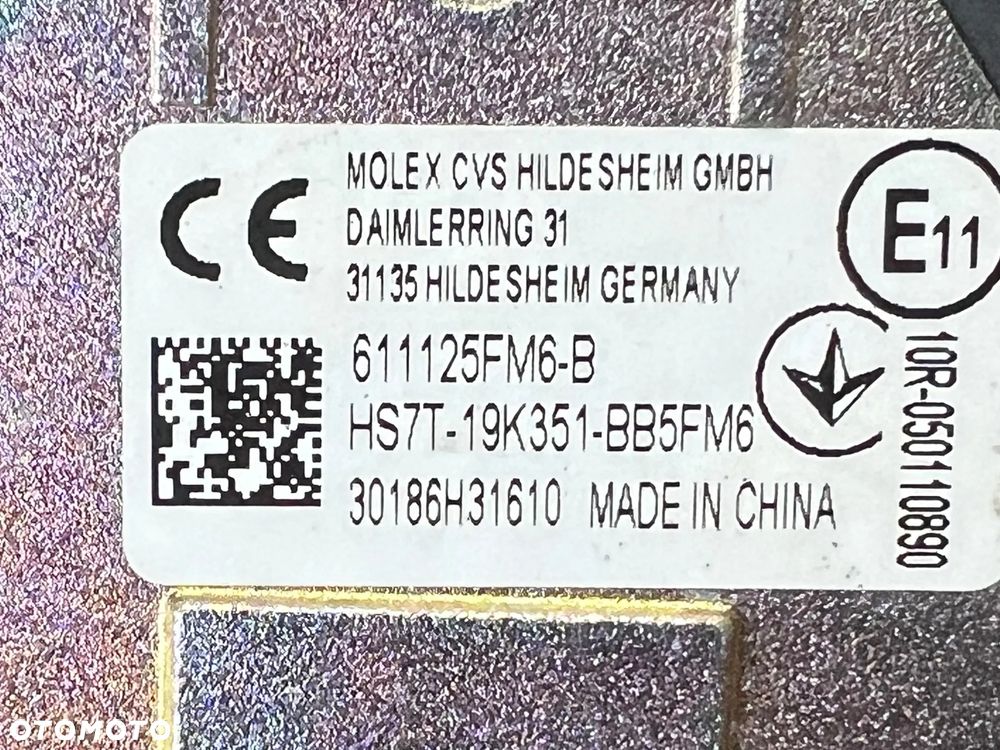 CE
MOLEX CVS HILDESHEIM GMBH
DAIMLERRING 31
31135 HILDESHEIM GERMANY
E11
611125FM6-B
HS7T-19K351-BB5FM6
30186H31610 MADE IN CHINA
10R-050110890
OTOMOTO